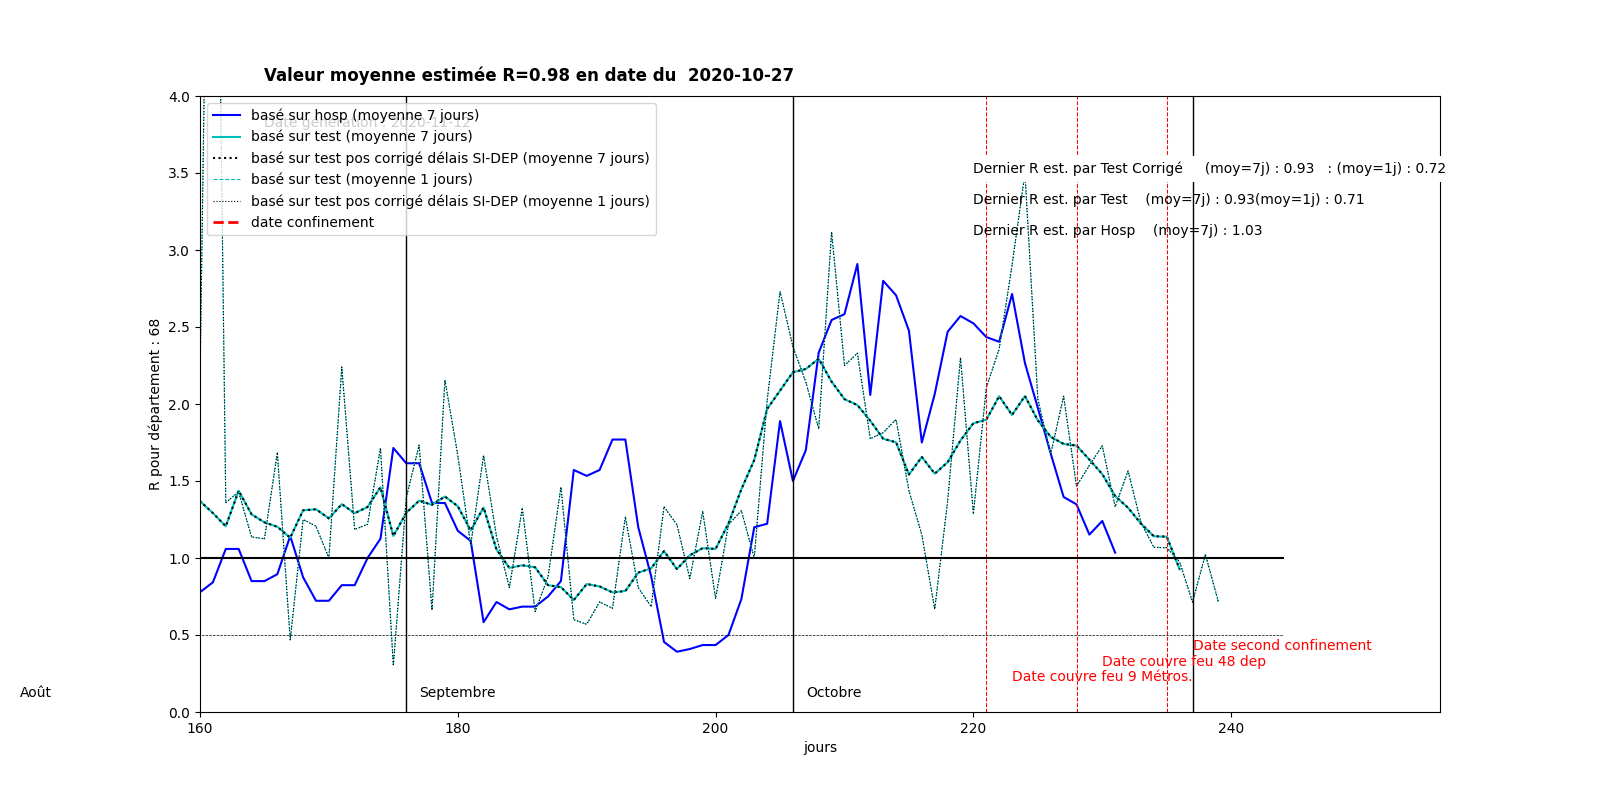 Valeur moyenne estimée R=0.98 en date du  2020-10-27
Date génération : 2020-11-12
basé sur hosp (moyenne 7 jours)
basé sur test (moyenne 7 jours)
basé sur test pos corrigé délais SI-DEP (moyenne 7 jours)
basé sur test (moyenne 1 jours)
basé sur test pos corrigé délais SI-DEP (moyenne 1 jours)
date confinement
Dernier R est. par Test Corrigé    (moy=7j) : 0.93   : (moy=1j) : 0.72
Dernier R est. par Test    (moy=7j) : 0.93(moy=1j) : 0.71
Dernier R est. par Hosp    (moy=7j) : 1.03
4.0
3.5
3.0
2.5
2.0
1.5
1.0
0.5
0.0
R pour département : 68
Date second confinement
Date couvre feu 48 dep
Date couvre feu 9 Métros.
Août
Septembre
Octobre
160
180
200
220
240
jours